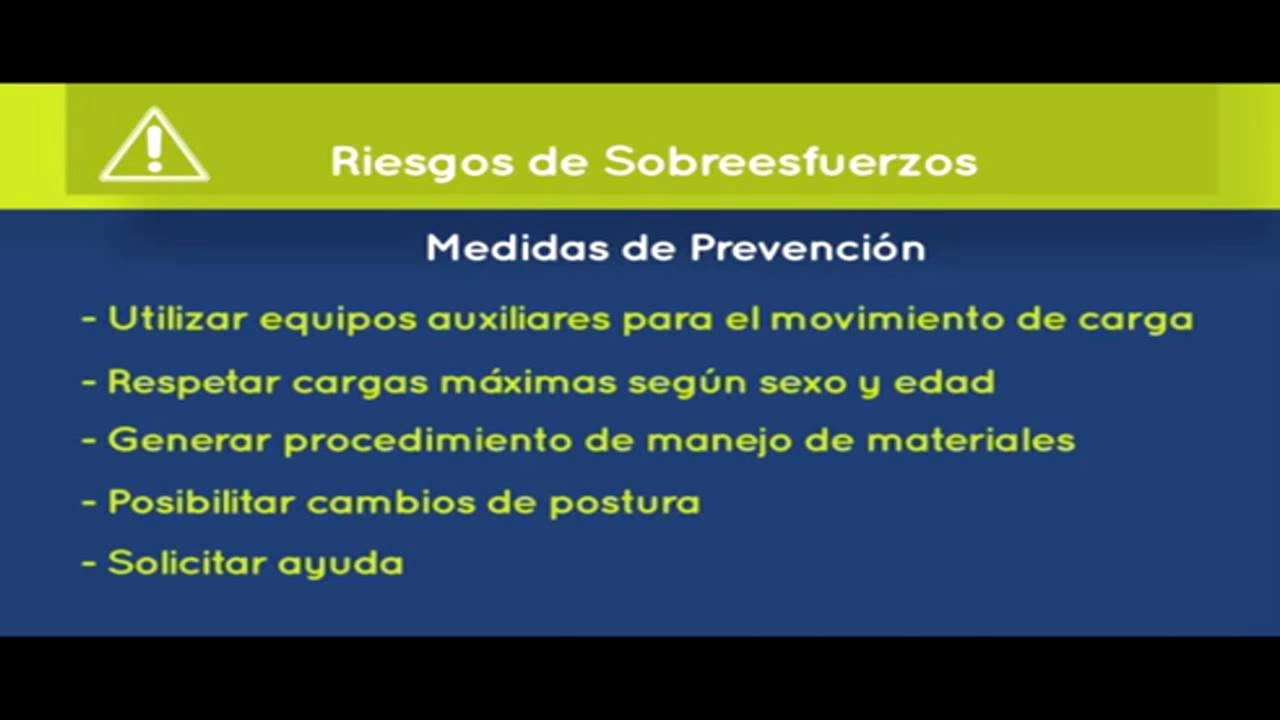 Riesgos de Sobreesfuerzos
Medidas de Prevención
- Utilizar equipos auxiliares para el movimiento de carga
- Respetar cargas máximas según sexo y edad
- Generar procedimiento de manejo de materiales
- Posibilitar cambios de postura
- Solicitar ayuda